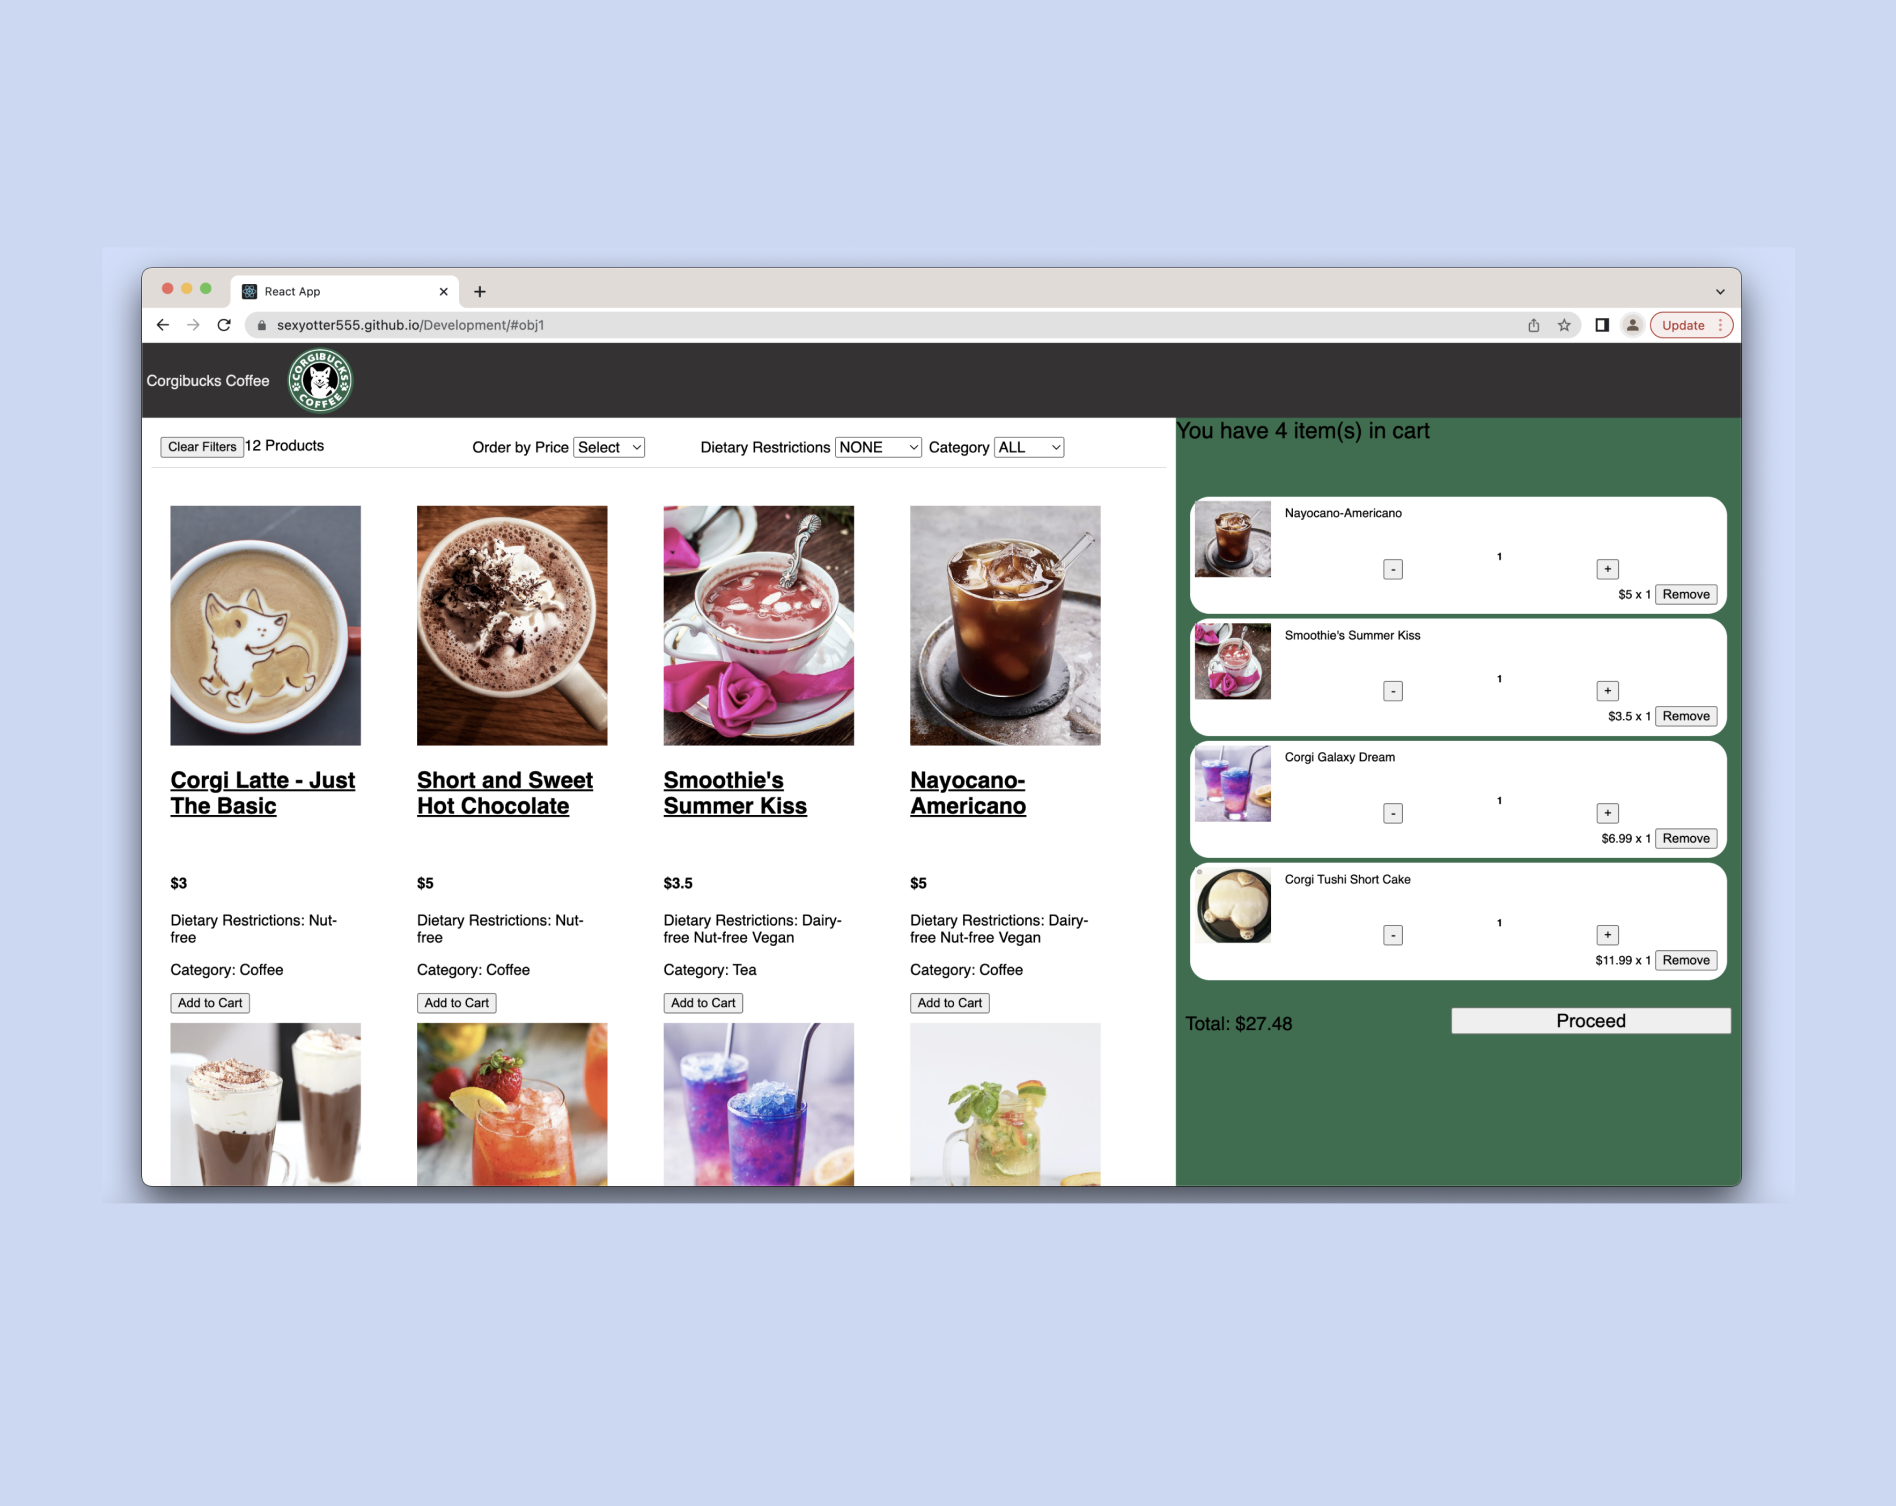 React App
sexyotter555.github.io/Development/#obj1
Update
Corgibucks Coffee
CORGIBUCKS
COFFEE
Clear Filters 12 Products
Order by Price Select
Dietary Restrictions NONE
Category ALL
Corgi Latte - Just
The Basic
$3
Dietary Restrictions: Nut-
free
Category: Coffee
Add to Cart
Short and Sweet
Hot Chocolate
$5
Dietary Restrictions: Nut-
free
Category: Coffee
Add to Cart
Smoothie's
Summer Kiss
$3.5
Dietary Restrictions: Dairy-
free Nut-free Vegan
Category: Tea
Add to Cart
Nayocano-
Americano
$5
Dietary Restrictions: Dairy-
free Nut-free Vegan
Category: Coffee
Add to Cart
You have 4 item(s) in cart
Nayocano-Americano
- 1 +
$5 x 1 Remove
Smoothie's Summer Kiss
- 1 +
$3.5 x 1 Remove
Corgi Galaxy Dream
- 1 +
$6.99 x 1 Remove
Corgi Tushi Short Cake
- 1 +
$11.99 x 1 Remove
Total: $27.48
Proceed